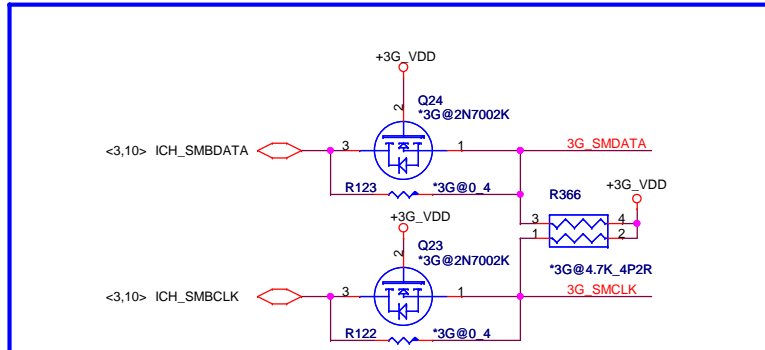 +3G_VDD
Q24
*3G@2N7002K
2
<3,10> ICH_SMBDATA
3
1
3G_SMDATA
R123
*3G@0_4
R366
+3G_VDD
+3G_VDD
3
4
1
2
Q23
*3G@2N7002K
2
*3G@4.7K_4P2R
<3,10> ICH_SMBCLK
3
1
3G_SMCLK
R122
*3G@0_4